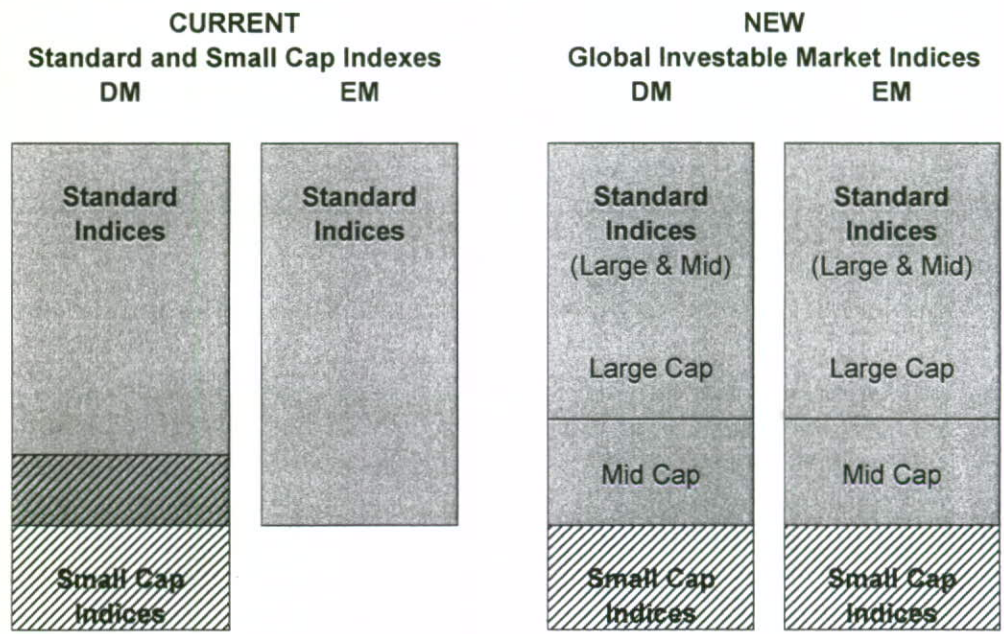 CURRENT
Standard and Small Cap Indexes
DM EM
NEW
Global Investable Market Indices
DM EM
Standard
Indices
Standard
Indices
Standard
Indices
(Large & Mid)
Large Cap
Mid Cap
Standard
Indices
(Large & Mid)
Large Cap
Mid Cap
Small Cap
Indices
Small Cap
Indices
Small Cap
Indices